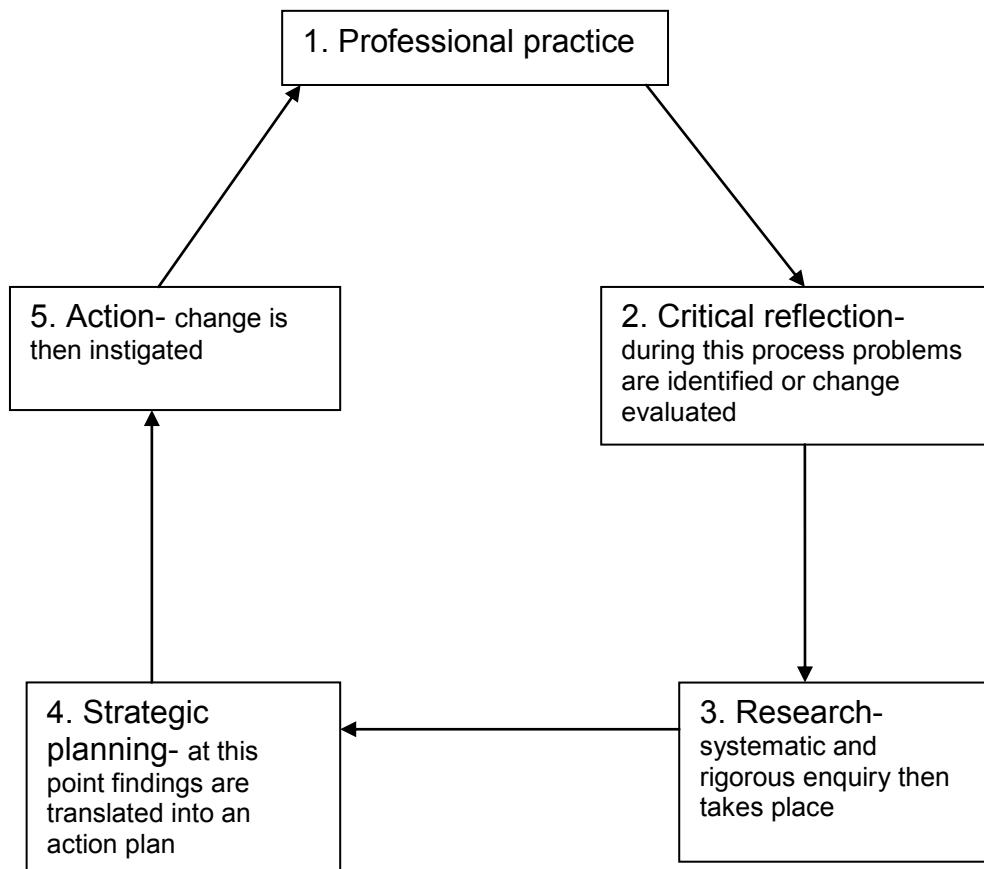 1. Professional practice
2. Critical reflection-
during this process problems
are identified or change
evaluated
3. Research-
systematic and
rigorous enquiry then
takes place
4. Strategic
planning- at this
point findings are
translated into an
action plan
5. Action- change is
then instigated